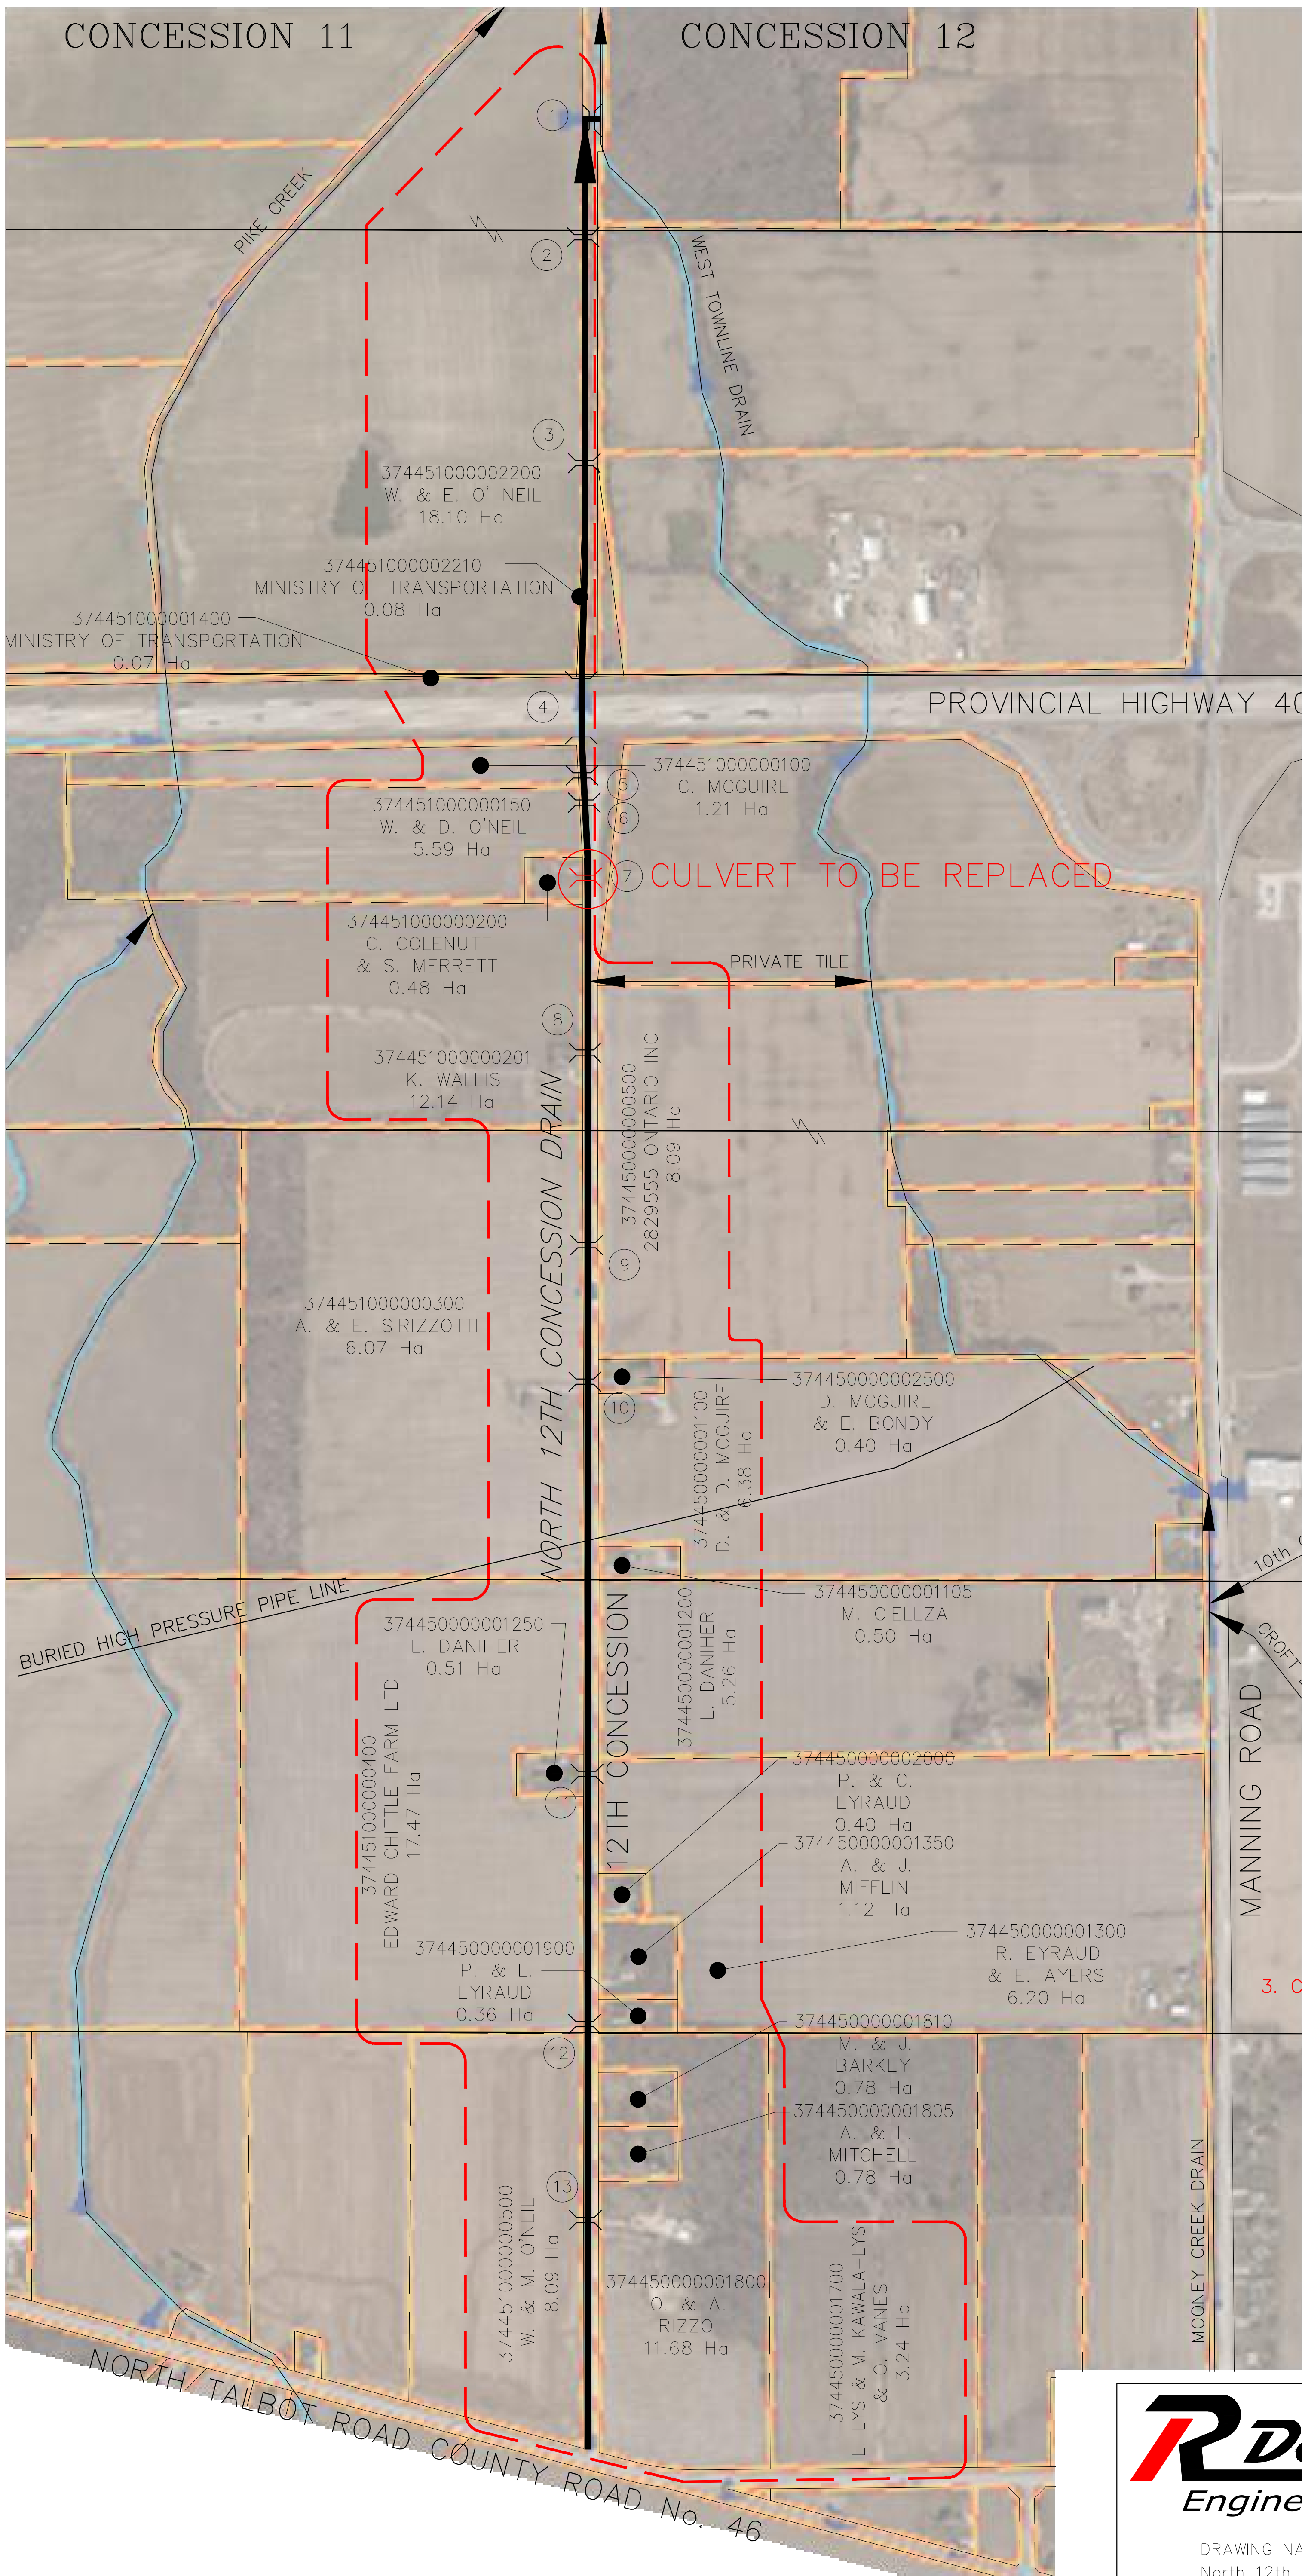 CONCESSION 11
CONCESSION 12
1
PIKE CREEK
2
WEST TOWNLINE DRAIN
3
374451000002200
W. & E. O' NEIL
18.10 Ha
374451000002210
MINISTRY OF TRANSPORTATION
0.08 Ha
374451000001400
MINISTRY OF TRANSPORTATION
0.07 Ha
4
PROVINCIAL HIGHWAY
374451000000100
C. MCGUIRE
1.21 Ha
5
6
374451000000150
W. & D. O'NEIL
5.59 Ha
7
CULVERT TO BE REPLACED
374451000000200
C. COLENUTT
& S. MERRETT
0.48 Ha
PRIVATE TILE
8
374451000000201
K. WALLIS
12.14 Ha
374450000000500
2829555 ONTARIO INC
8.09 Ha
NORTH 12TH CONCESSION DRAIN
9
374451000000300
A. & E. SIRIZZOTTI
6.07 Ha
10
374450000002500
D. MCGUIRE
& E. BONDY
0.40 Ha
374450000001100
D. & D. MCGUIRE
6.38 Ha
BURIED HIGH PRESSURE PIPE LINE
10th
CROFT
374450000001105
M. CIELLZA
0.50 Ha
374450000001250
L. DANIHER
0.51 Ha
374450000001200
L. DANIHER
5.26 Ha
12TH CONCESSION
MANNING ROAD
374451000000400
EDWARD CHITTLE FARM LTD
17.47 Ha
11
374450000002000
P. & C.
EYRAUD
0.40 Ha
374450000001350
A. & J.
MIFFLIN
1.12 Ha
374450000001900
P. & L.
EYRAUD
0.36 Ha
374450000001300
R. EYRAUD
& E. AYERS
6.20 Ha
3. C
12
374450000001810
M. & J.
BARKEY
0.78 Ha
374450000001805
A. & L.
MITCHELL
0.78 Ha
13
374451000000500
W. & M. O'NEIL
8.09 Ha
374450000001800
O. & A.
RIZZO
11.68 Ha
374450000001700
E. LYS & M. KAWALA-LYS
& O. VANES
3.24 Ha
MOONEY CREEK DRAIN
NORTH TALBOT ROAD COUNTY ROAD No. 46
R D
Engine
DRAWING NA
North 12th